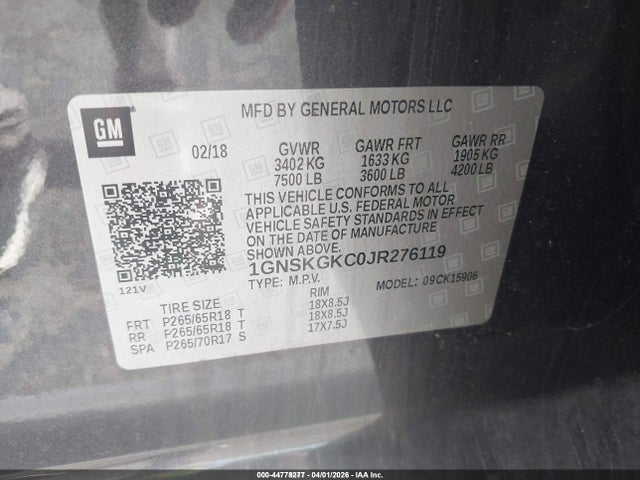 GM
MFD BY GENERAL MOTORS LLC
02/18
GVWR GAWR FRT GAWR RR
3402 KG 1633 KG 1905 KG
7500 LB 3600 LB 4200 LB
THIS VEHICLE CONFORMS TO ALL
APPLICABLE U.S. FEDERAL MOTOR
VEHICLE SAFETY STANDARDS IN EFFECT
ON THE DATE OF MANUFACTURE.
1GNSKGKC0JR276119
TYPE: M.P.V. MODEL: 09CK15906
121V
TIRE SIZE RIM
FRT P265/65R18 T 18X8.5J
RR P265/65R18 T 18X8.5J
SPA P265/70R17 S 17X7.5J
000-44778277 - 04/01/2026 - IAA Inc.